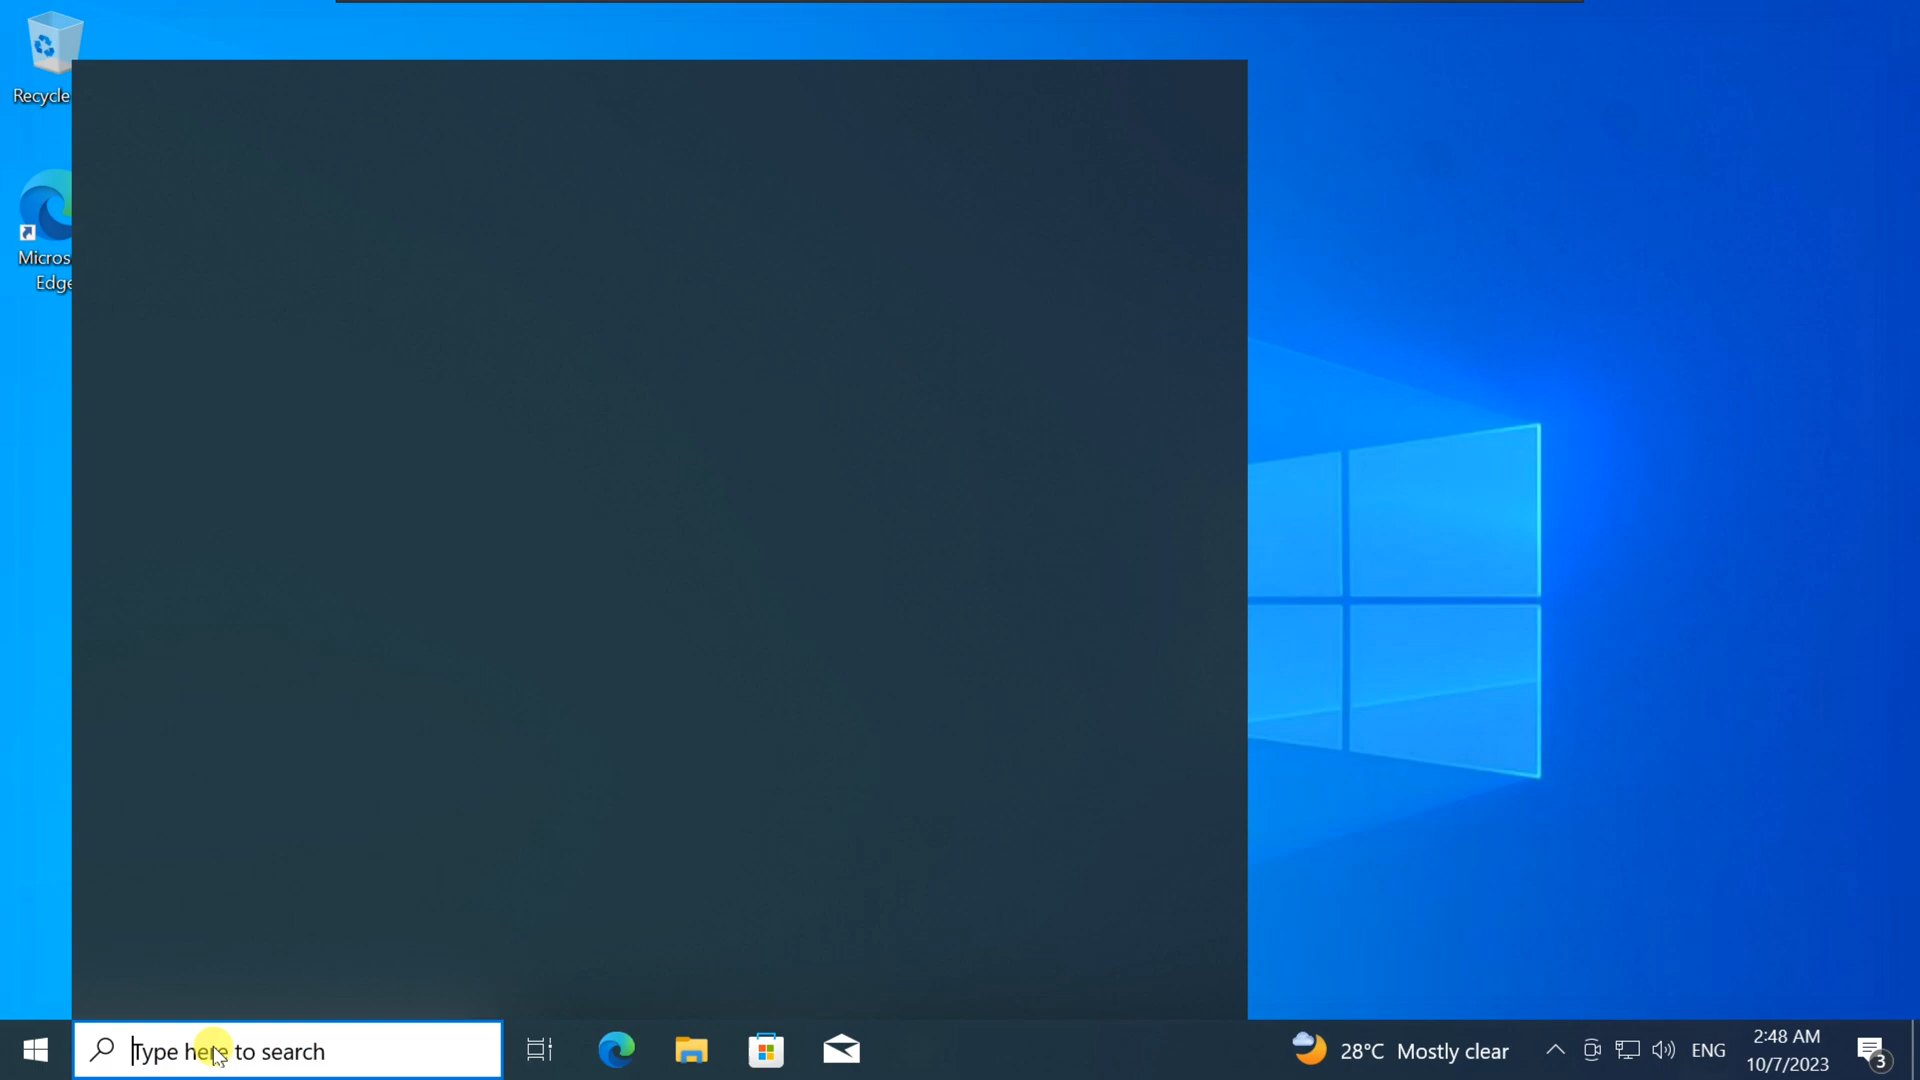 Recycle
Micros
Edge
Type here to search
28°C Mostly clear
ENG
2:48 AM
10/7/2023
3